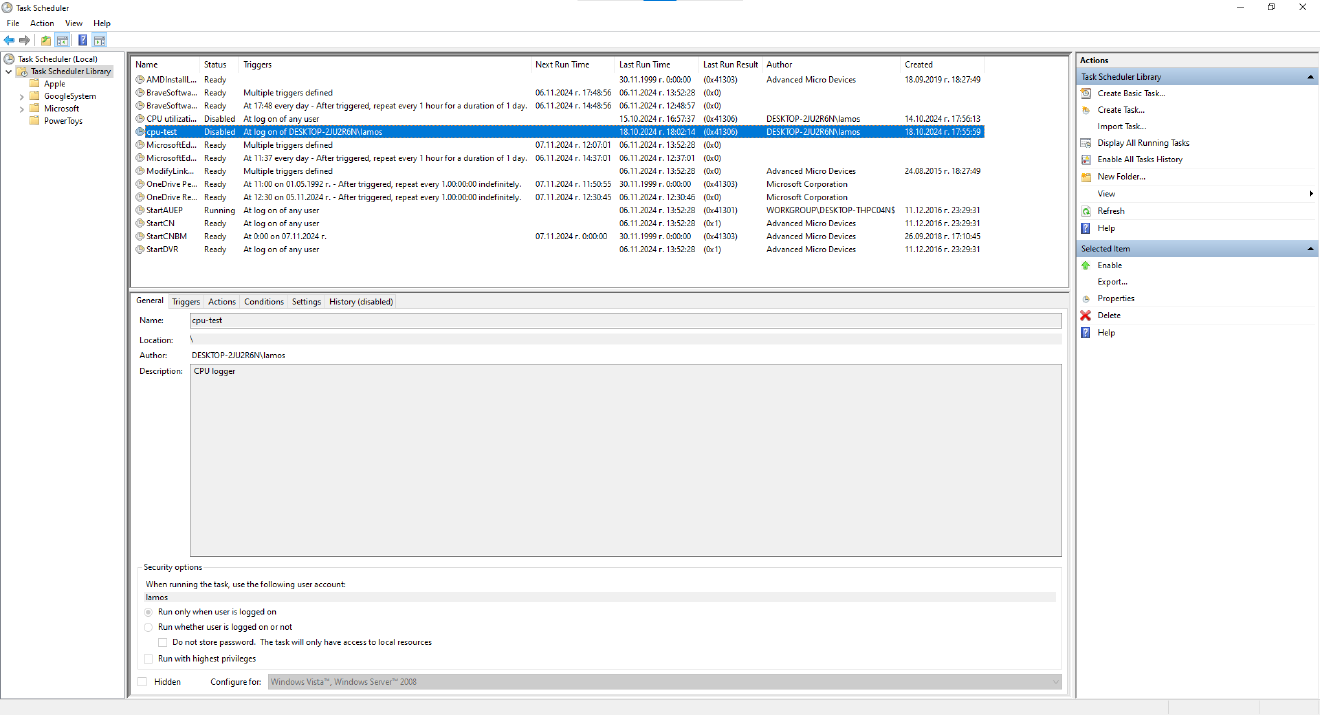 Task Scheduler
File Action View Help
Task Scheduler (Local)
Task Scheduler Library
Apple
GoogleSystem
Microsoft
PowerToys
Name Status Triggers Next Run Time Last Run Time Last Run Result Author Created
AMDInstallL... Ready 30.11.1999 г. 0:00:00 (0x41303) Advanced Micro Devices 18.09.2019 г. 18:27:49
BraveSoftwa... Ready Multiple triggers defined 06.11.2024 г. 17:48:56 06.11.2024 г. 13:52:28 (0x0)
BraveSoftwa... Ready At 17:48 every day - After triggered, repeat every 1 hour for a duration of 1 day. 06.11.2024 г. 14:48:56 06.11.2024 г. 12:48:57 (0x0)
CPU utilizati... Disabled At log on of any user 15.10.2024 г. 16:57:37 (0x41306) DESKTOP-2JU2R6N\lamos 14.10.2024 г. 17:56:13
cpu-test Disabled At log on of DESKTOP-2JU2R6N\lamos 18.10.2024 г. 18:02:14 (0x41306) DESKTOP-2JU2R6N\lamos 18.10.2024 г. 17:55:59
MicrosoftEd... Ready Multiple triggers defined 07.11.2024 г. 12:07:01 06.11.2024 г. 13:52:28 (0x0)
MicrosoftEd... Ready At 11:37 every day - After triggered, repeat every 1 hour for a duration of 1 day. 06.11.2024 г. 14:37:01 06.11.2024 г. 12:37:01 (0x0)
ModifyLink... Ready Multiple triggers defined 06.11.2024 г. 13:52:28 (0x0) Advanced Micro Devices 24.08.2015 г. 18:27:49
OneDrive Pe... Ready At 11:00 on 01.05.1992 г. - After triggered, repeat every 1.00:00:00 indefinitely. 07.11.2024 г. 11:50:55 30.11.1999 г. 0:00:00 (0x41303) Microsoft Corporation
OneDrive Re... Ready At 12:30 on 05.11.2024 г. - After triggered, repeat every 1.00:00:00 indefinitely. 07.11.2024 г. 12:30:45 06.11.2024 г. 12:30:46 (0x0) Microsoft Corporation
StartAUEP Running At log on of any user 06.11.2024 г. 13:52:28 (0x41301) WORKGROUP\DESKTOP-THPC04N$ 11.12.2016 г. 23:29:31
StartCN Ready At log on of any user 06.11.2024 г. 13:52:28 (0x1) Advanced Micro Devices 11.12.2016 г. 23:29:31
StartCNBM Ready At 0:00 on 07.11.2024 г. 07.11.2024 г. 0:00:00 30.11.1999 г. 0:00:00 (0x41303) Advanced Micro Devices 26.09.2018 г. 17:10:45
StartDVR Ready At log on of any user 06.11.2024 г. 13:52:28 (0x1) Advanced Micro Devices 11.12.2016 г. 23:29:31
General Triggers Actions Conditions Settings History (disabled)
Name: cpu-test
Location: \
Author: DESKTOP-2JU2R6N\lamos
Description: CPU logger
Security options
When running the task, use the following user account:
lamos
Run only when user is logged on
Run whether user is logged on or not
Do not store password. The task will only have access to local resources
Run with highest privileges
Hidden Configure for: Windows Vista™, Windows Server™ 2008
Actions
Task Scheduler Library
Create Basic Task...
Create Task...
Import Task...
Display All Running Tasks
Enable All Tasks History
New Folder...
View
Refresh
Help
Selected Item
Enable
Export...
Properties
Delete
Help